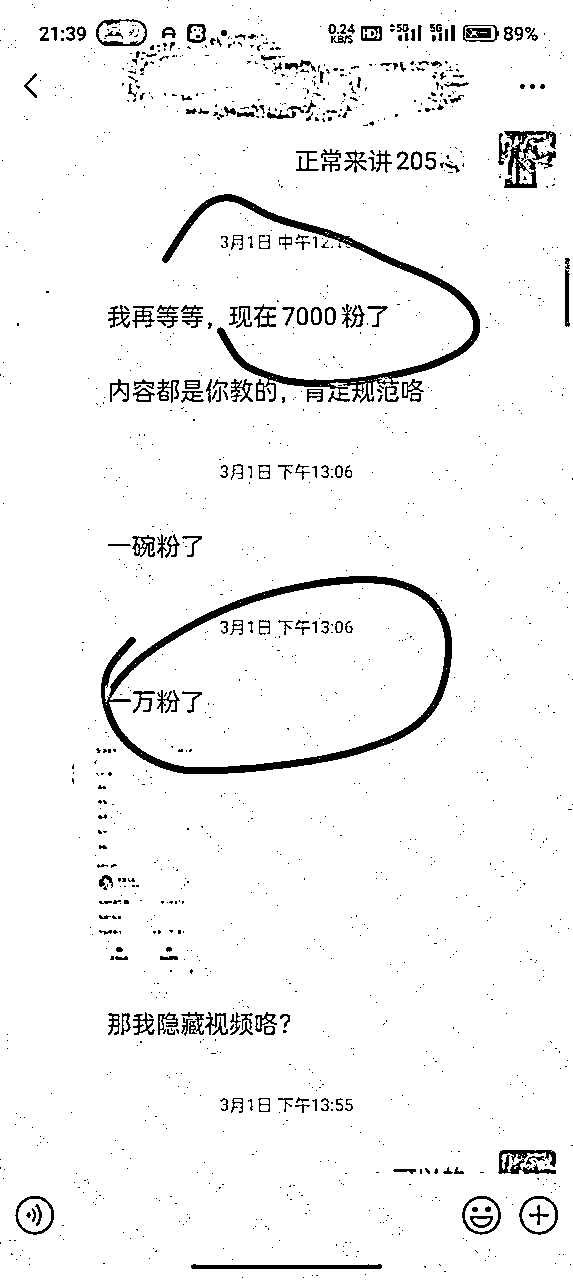 21:39 0.24 KB/S HD 5G 5G 89%
正常来讲205
3月1日 中午12:
我再等等，现在7000粉了
内容都是你教的，肯定规范咯
3月1日 下午13:06
一碗粉了
3月1日 下午13:06
一万粉了
那我隐藏视频咯？
3月1日 下午13:55